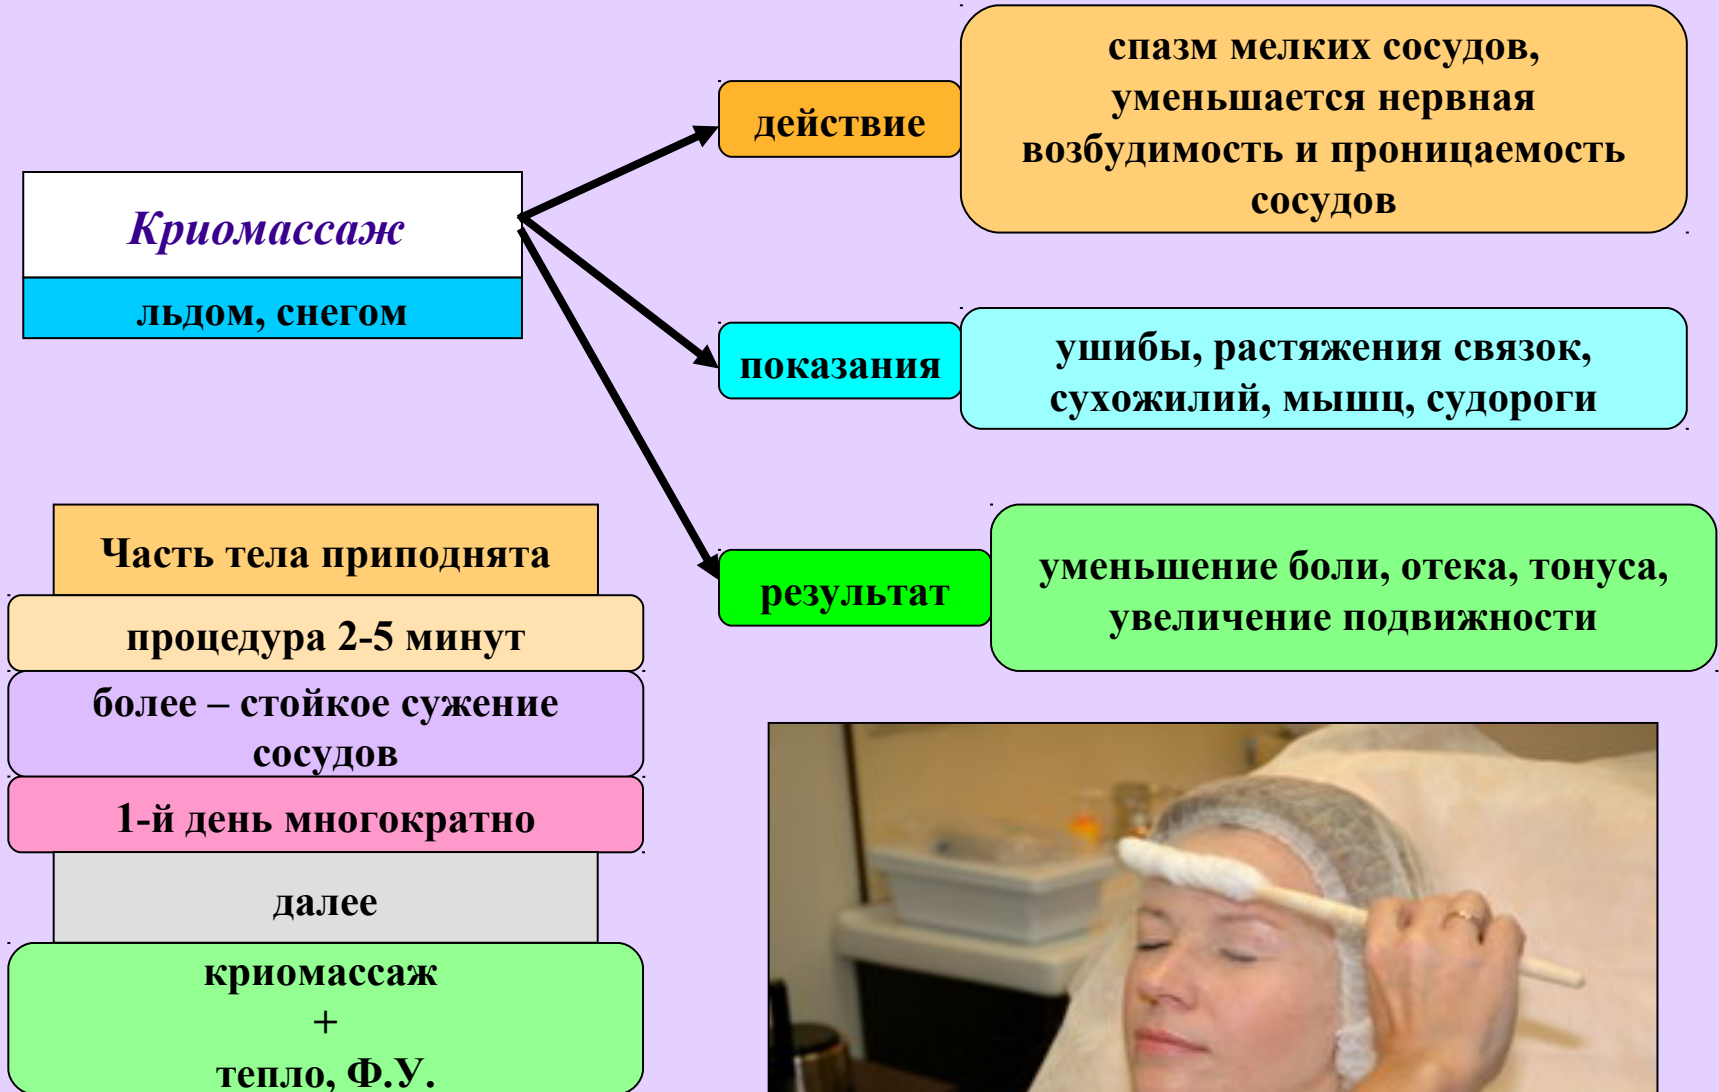 Криомассаж
льдом, снегом
действие
спазм мелких сосудов,
уменьшается нервная
возбудимость и проницаемость
сосудов
показания
ушибы, растяжения связок,
сухожилий, мышц, судороги
результат
уменьшение боли, отека, тонуса,
увеличение подвижности
Часть тела приподнята
процедура 2-5 минут
более – стойкое сужение
сосудов
1-й день многократно
далее
криомассаж
+
тепло, Ф.У.